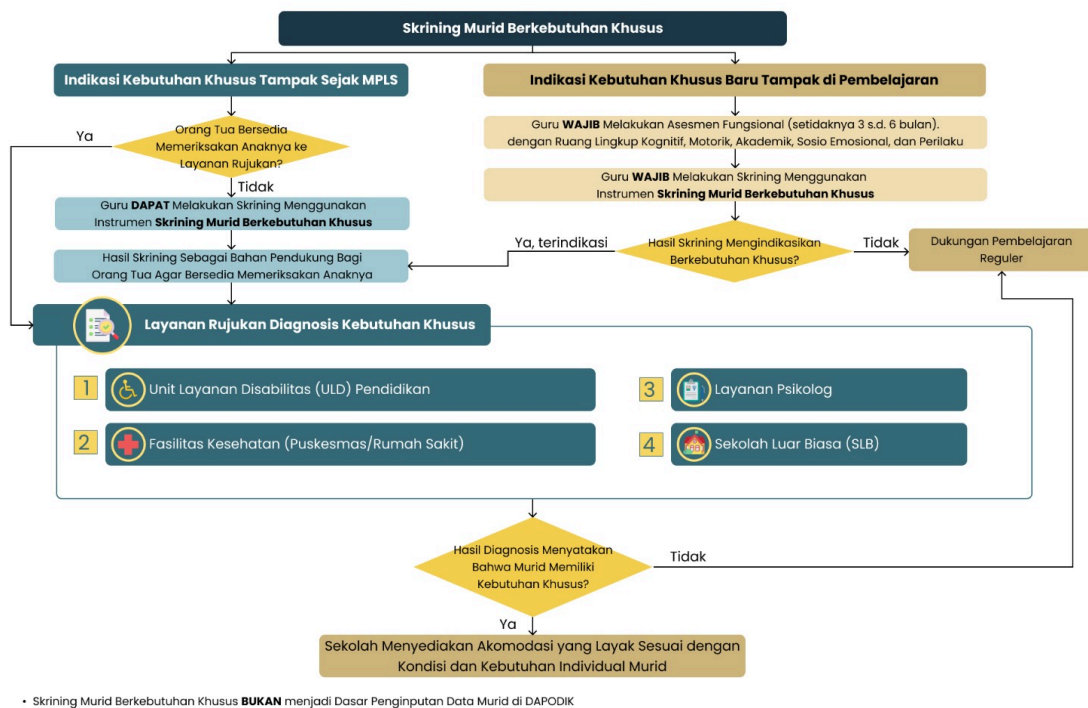 Skrining Murid Berkebutuhan Khusus
Indikasi Kebutuhan Khusus Tampak Sejak MPLS
Indikasi Kebutuhan Khusus Baru Tampak di Pembelajaran
Ya
Orang Tua Bersedia
Memeriksakan Anaknya ke
Layanan Rujukan?
Tidak
Guru DAPAT Melakukan Skrining Menggunakan
Instrumen Skrining Murid Berkebutuhan Khusus
Hasil Skrining Sebagai Bahan Pendukung Bagi
Orang Tua Agar Bersedia Memeriksakan Anaknya
Guru WAJIB Melakukan Asesmen Fungsional (setidaknya 3 s.d. 6 bulan).
dengan Ruang Lingkup Kognitif, Motorik, Akademik, Sosio Emosional, dan Perilaku
Guru WAJIB Melakukan Skrining Menggunakan
Instrumen Skrining Murid Berkebutuhan Khusus
Ya, terindikasi
Hasil Skrining Mengindikasikan
Berkebutuhan Khusus?
Tidak
Dukungan Pembelajaran
Reguler
Layanan Rujukan Diagnosis Kebutuhan Khusus
1
Unit Layanan Disabilitas (ULD) Pendidikan
2
Fasilitas Kesehatan (Puskesmas/Rumah Sakit)
3
Layanan Psikolog
4
Sekolah Luar Biasa (SLB)
Hasil Diagnosis Menyatakan
Bahwa Murid Memiliki
Kebutuhan Khusus?
Tidak
Ya
Sekolah Menyediakan Akomodasi yang Layak Sesuai dengan
Kondisi dan Kebutuhan Individual Murid
• Skrining Murid Berkebutuhan Khusus BUKAN menjadi Dasar Penginputan Data Murid di DAPODIK